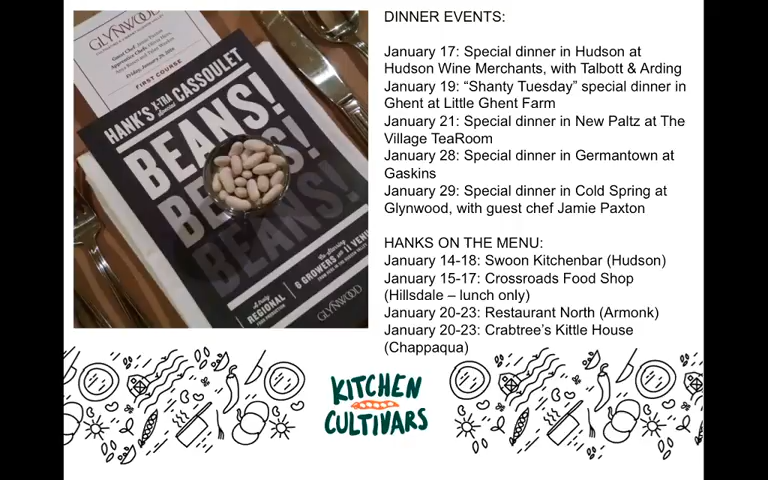 GLYNWOOD
FIRST COURSE
HANK'S X-TRA Special CASSOULET
BEANS!
BEANS!
BEANS!
A Truly
REGIONAL
6 GROWERS
GLYNWOOD
DINNER EVENTS:
January 17: Special dinner in Hudson at
Hudson Wine Merchants, with Talbott & Arding
January 19: “Shanty Tuesday” special dinner in
Ghent at Little Ghent Farm
January 21: Special dinner in New Paltz at The
Village TeaRoom
January 28: Special dinner in Germantown at
Gaskins
January 29: Special dinner in Cold Spring at
Glynwood, with guest chef Jamie Paxton
HANKS ON THE MENU:
January 14-18: Swoon Kitchenbar (Hudson)
January 15-17: Crossroads Food Shop
(Hillsdale – lunch only)
January 20-23: Restaurant North (Armonk)
January 20-23: Crabtree’s Kittle House
(Chappaqua)
KITCHEN
CULTIVARS